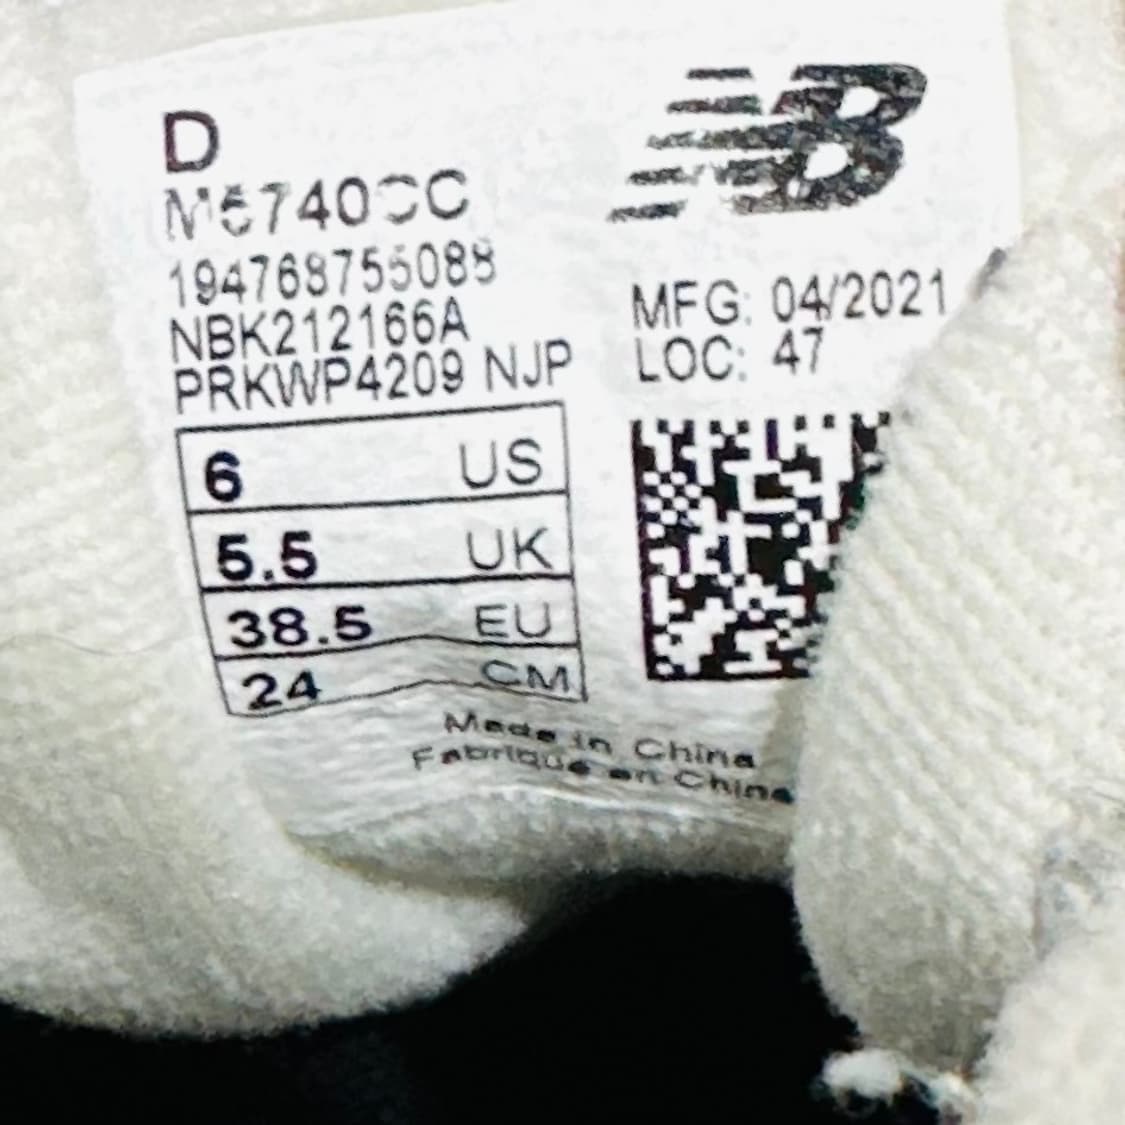 D
M5740CC
194768755088
NBK212166A
PRKWP4209 NJP
6 US
5.5 UK
38.5 EU
24 CM
NB
MFG: 04/2021
LOC: 47
Made in China
Fabriqué en Chine